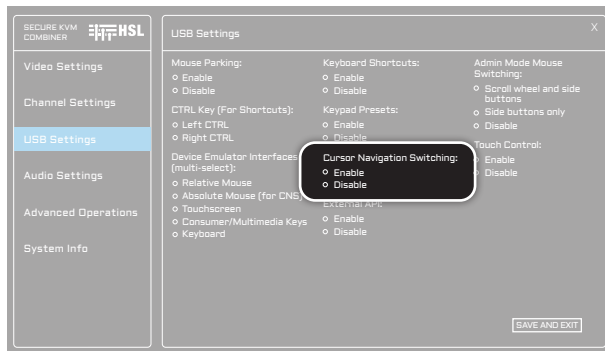 SECURE KVM
COMBINER
HSL
USB Settings
X
Video Settings
Channel Settings
USB Settings
Audio Settings
Advanced Operations
System Info
Mouse Parking:
Enable
Disable
CTRL Key (For Shortcuts):
Left CTRL
Right CTRL
Device Emulator Interfaces
(multi-select):
Relative Mouse
Absolute Mouse (for CNS)
Touchscreen
Consumer/Multimedia Keys
Keyboard
Keyboard Shortcuts:
Enable
Disable
Keypad Presets:
Enable
Disable
Cursor Navigation Switching:
Enable
Disable
External API:
Enable
Disable
Admin Mode Mouse
Switching:
Scroll wheel and side
buttons
Side buttons only
Disable
Touch Control:
Enable
Disable
SAVE AND EXIT